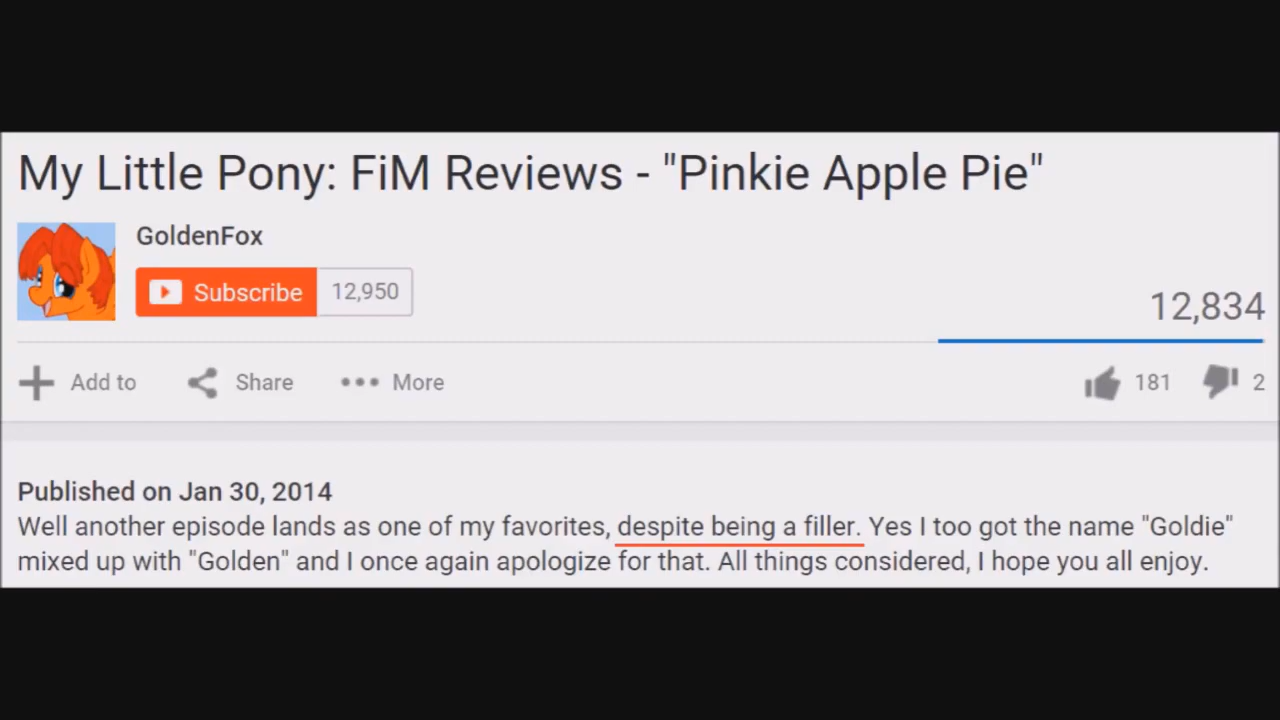 My Little Pony: FiM Reviews - "Pinkie Apple Pie"
GoldenFox
Subscribe 12,950
12,834
Add to Share More 181 2
Published on Jan 30, 2014
Well another episode lands as one of my favorites, despite being a filler. Yes I too got the name "Goldie"
mixed up with "Golden" and I once again apologize for that. All things considered, I hope you all enjoy.